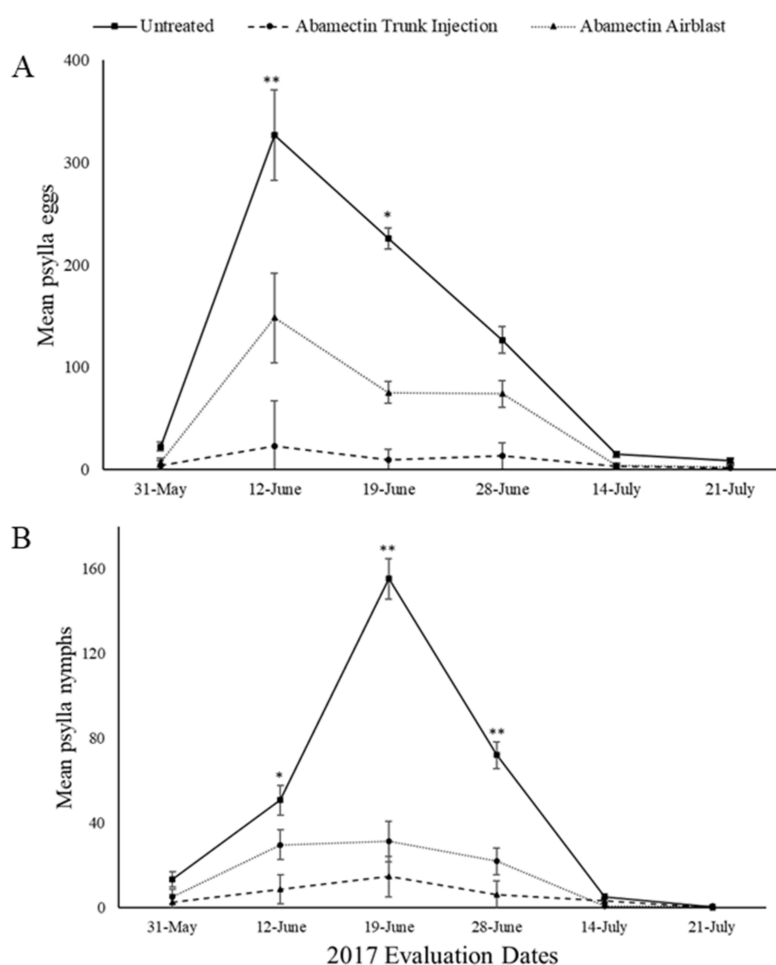 Untreated Abamectin Trunk Injection Abamectin Airblast
A
400
300
200
100
0
Mean psylla eggs
**
*
31-May 12-June 19-June 28-June 14-July 21-July
B
160
120
80
40
0
Mean psylla nymphs
*
**
**
31-May 12-June 19-June 28-June 14-July 21-July
2017 Evaluation Dates